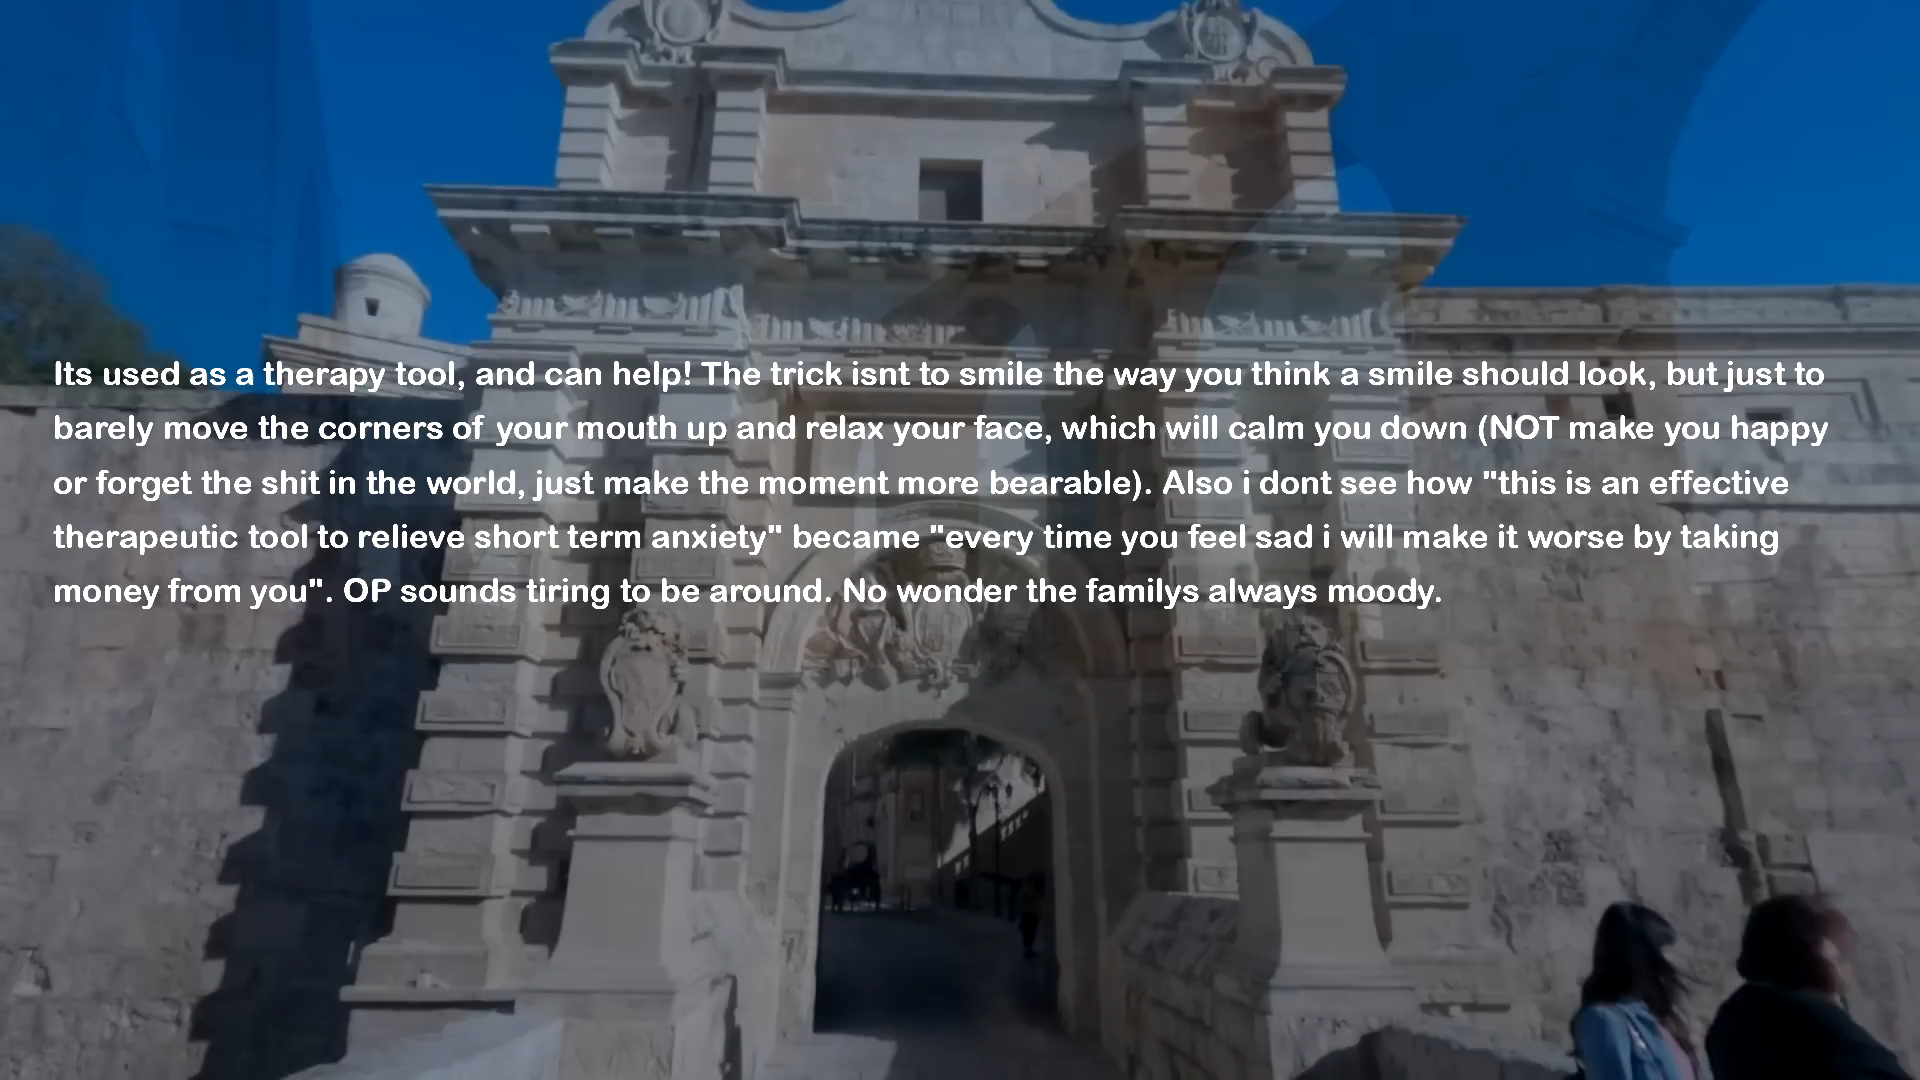 Its used as a therapy tool, and can help! The trick isnt to smile the way you think a smile should look, but just to
barely move the corners of your mouth up and relax your face, which will calm you down (NOT make you happy
or forget the shit in the world, just make the moment more bearable). Also i dont see how "this is an effective
therapeutic tool to relieve short term anxiety" became "every time you feel sad i will make it worse by taking
money from you". OP sounds tiring to be around. No wonder the familys always moody.